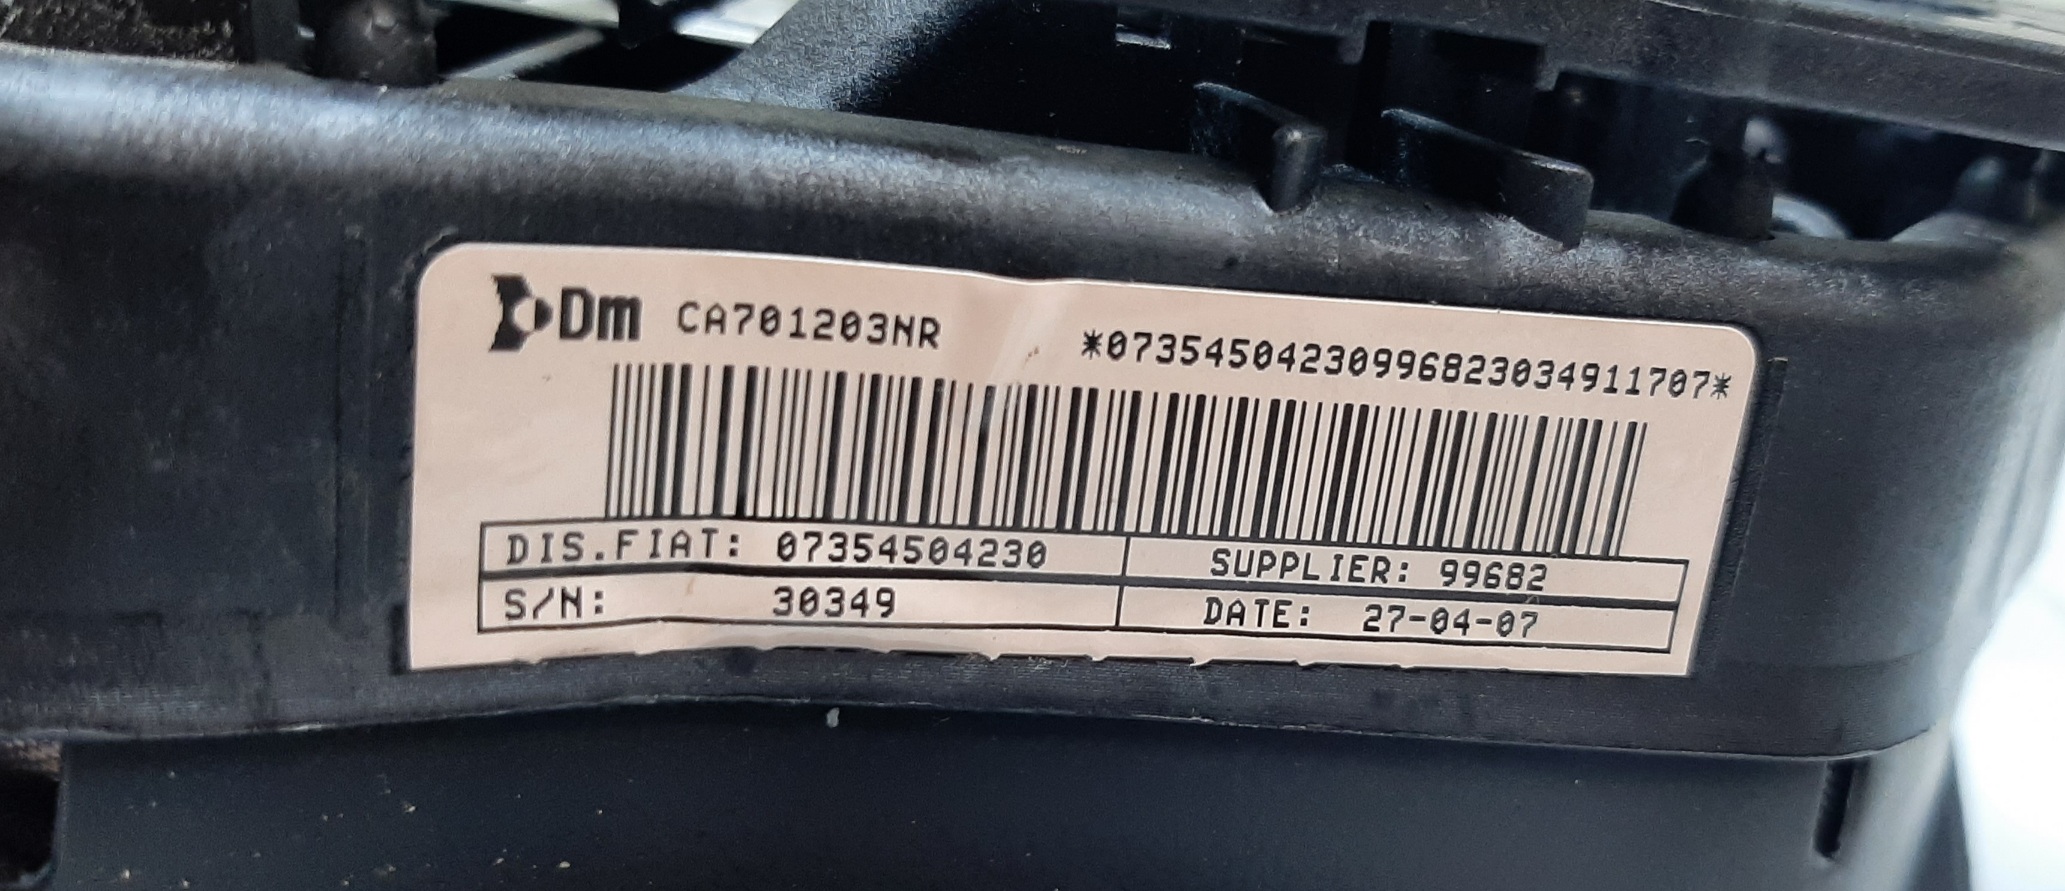 Dm CA701203NR *07354504230996823034911707*
DIS.FIAT: 07354504230 SUPPLIER: 99682
S/N: 30349 DATE: 27-04-07